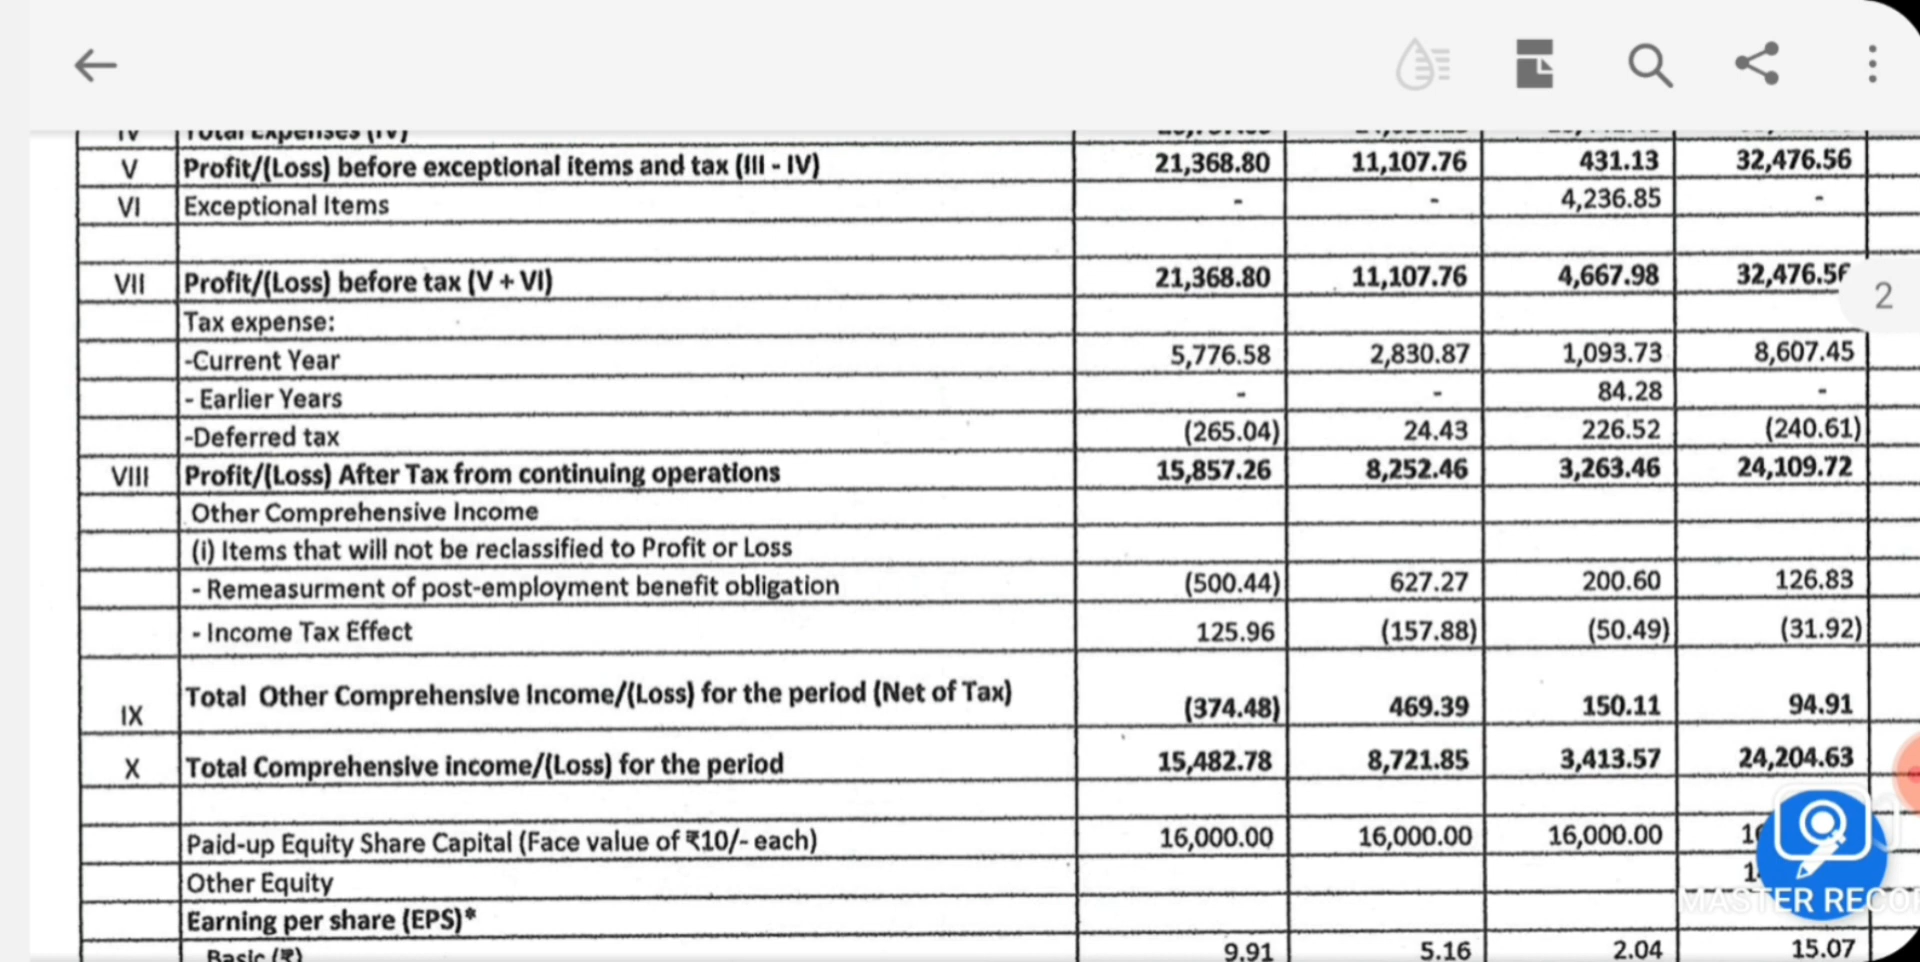 IV Total Expenses (IV)
V Profit/(Loss) before exceptional items and tax (III - IV) 21,368.80 11,107.76 431.13 32,476.56
VI Exceptional Items - - 4,236.85 -
VII Profit/(Loss) before tax (V + VI) 21,368.80 11,107.76 4,667.98 32,476.56
2
Tax expense:
-Current Year 5,776.58 2,830.87 1,093.73 8,607.45
- Earlier Years - - 84.28 -
-Deferred tax (265.04) 24.43 226.52 (240.61)
VIII Profit/(Loss) After Tax from continuing operations 15,857.26 8,252.46 3,263.46 24,109.72
Other Comprehensive Income
(i) Items that will not be reclassified to Profit or Loss
- Remeasurment of post-employment benefit obligation (500.44) 627.27 200.60 126.83
- Income Tax Effect 125.96 (157.88) (50.49) (31.92)
IX Total Other Comprehensive Income/(Loss) for the period (Net of Tax) (374.48) 469.39 150.11 94.91
X Total Comprehensive income/(Loss) for the period 15,482.78 8,721.85 3,413.57 24,204.63
Paid-up Equity Share Capital (Face value of ₹10/- each) 16,000.00 16,000.00 16,000.00
Other Equity
MASTER RECO
Earning per share (EPS)*
Basic (₹) 9.91 5.16 2.04 15.07